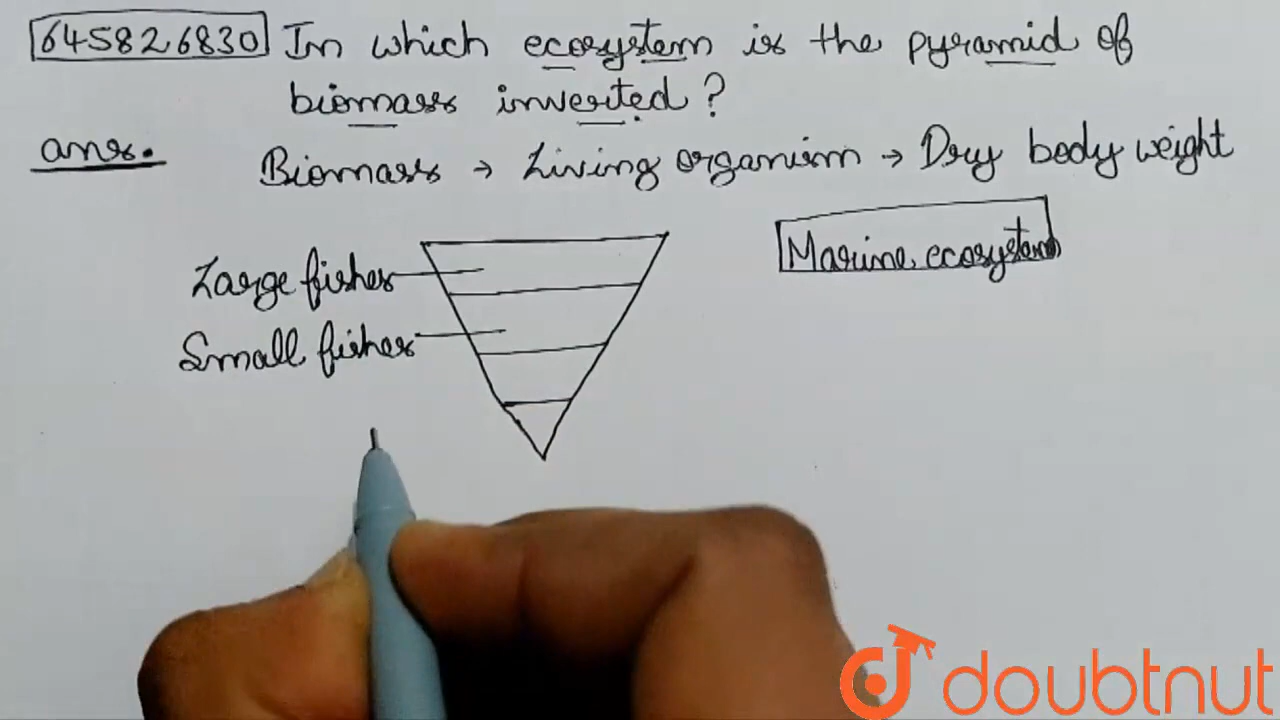 645826830 In which ecosystem is the pyramid of
biomass inverted?
ans.
Biomass → Living organism → Dry body weight
Marine ecosystem
Large fishes
Small fishes
doubtnut